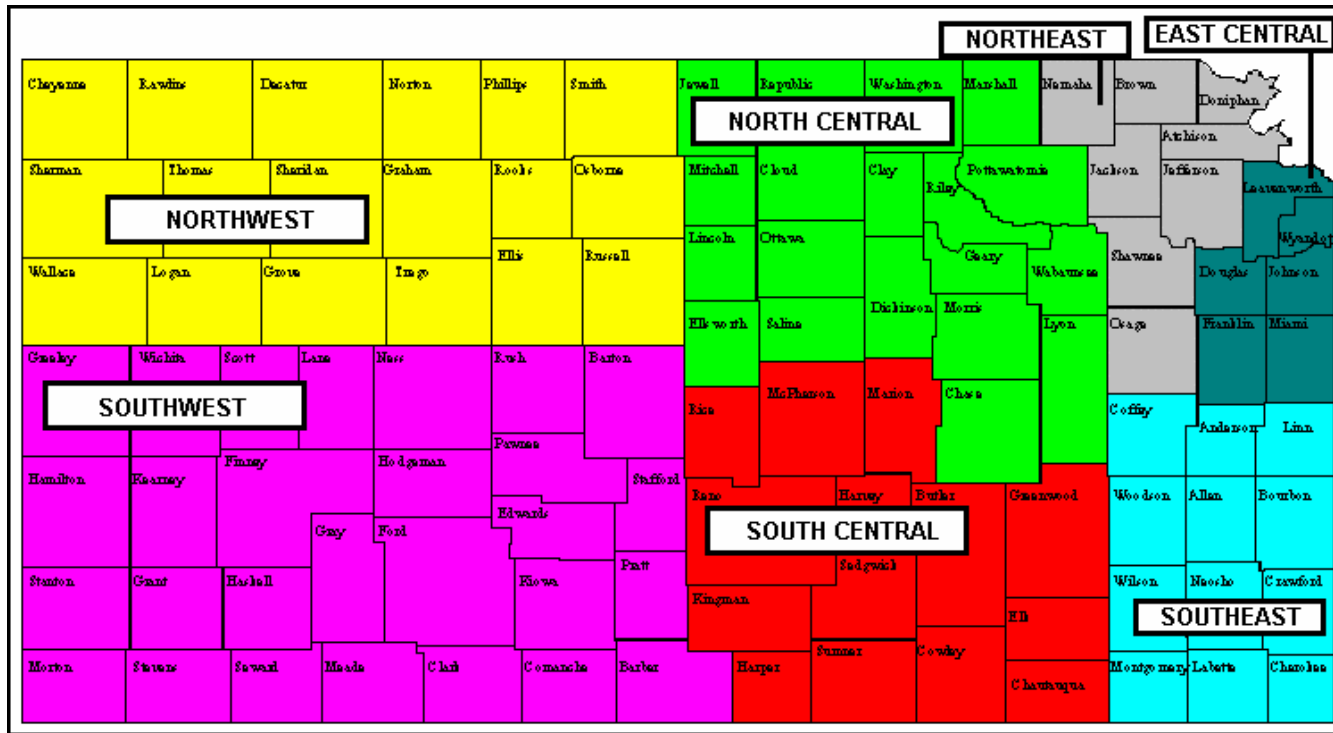 NORTHEAST EAST CENTRAL
Cheyenne Rawlins Decatur Norton Phillips Smith Jewell Republic Washington Marshall Nemaha Brown Doniphan
NORTH CENTRAL
Atchison
Sherman Thomas Sheridan Graham Rooks Osborne Mitchell Cloud Clay Riley Pottawatomie Jackson Jefferson Leavenworth
NORTHWEST
Lincoln Ottawa Wyandot
Wallace Logan Grove Trego Ellis Russell Dickinson Geary Wabaunsee Shawnee Douglas Johnson
Ellsworth Saline Morris Lyon Osage Franklin Miami
Greeley Wichita Scott Lane Ness Rush Barton
SOUTHWEST
Rice McPherson Marion Chase Coffey Anderson Linn
Pawnee
Hamilton Kearney Finney Hodgeman Stafford Reno Harvey Butler Greenwood Woodson Allen Bourbon
Gray Ford Edwards
SOUTH CENTRAL
Sedgwick
Stanton Grant Haskell Kiowa Pratt Kingman Wilson Neosho Crawford
Elk
SOUTHEAST
Morton Stevens Seward Meade Clark Comanche Barber Harper Sumner Cowley Chautauqua Montgomery Labette Cherokee